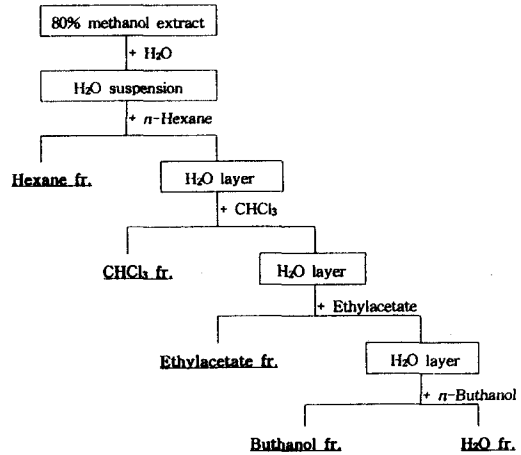 80% methanol extract
+ H₂O
H₂O suspension
+ n-Hexane
Hexane fr.
H₂O layer
+ CHCl₃
CHCl₃ fr.
H₂O layer
+ Ethylacetate
Ethylacetate fr.
H₂O layer
+ n-Buthanol
Buthanol fr.
H₂O fr.